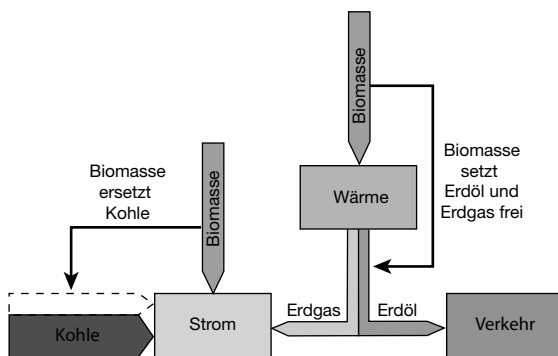 Biomasse
Biomasse
setzt
Erdöl und
Erdgas frei
Biomasse
ersetzt
Kohle
Biomasse
Wärme
Kohle
Strom
Erdgas
Erdöl
Verkehr